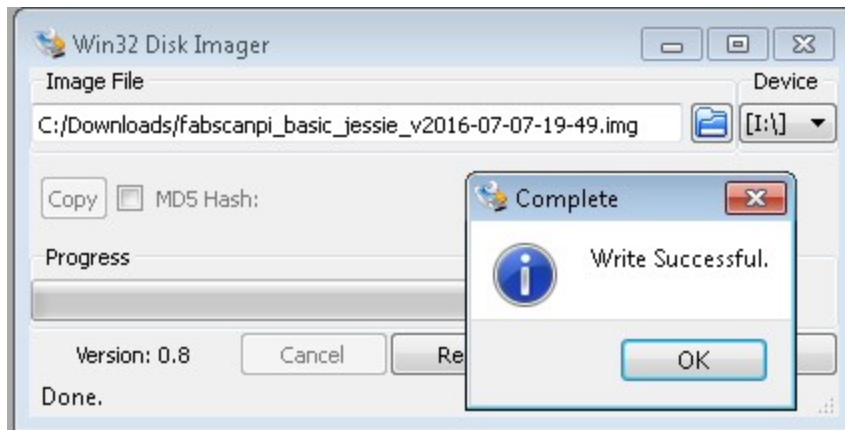 Win32 Disk Imager
Image File
Device
C:/Downloads/fabscanpi_basic_jessie_v2016-07-07-19-49.img
[I:\]
Copy
MD5 Hash:
Complete
Write Successful.
Progress
Version: 0.8
Cancel
Re
OK
Done.